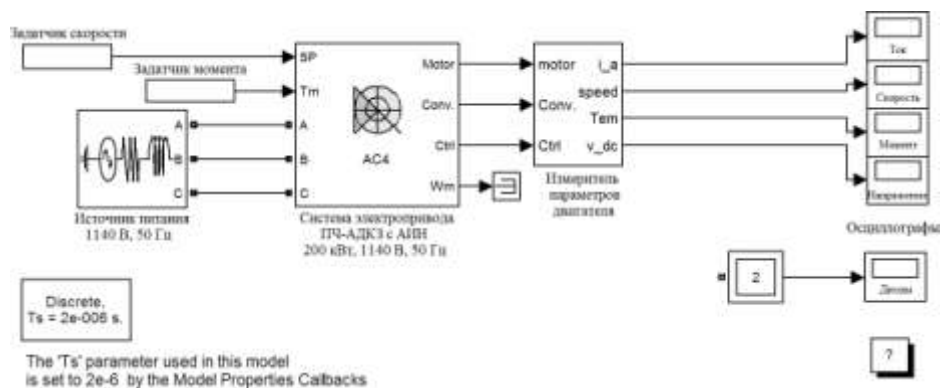 Задатчик скорости
Задатчик момента
SP
Tm
A
B
C
A
B
C
AC4
Motor
Conv.
Ctrl
Wm
motor
Conv.
Ctrl
i_a
speed
Tem
v_dc
Ток
Скорость
Момент
Напряжение
Источник питания
1140 В, 50 Гц
Система электропривода
ПЧ-АДКЗ с АИН
200 кВт, 1140 В, 50 Гц
Измеритель
параметров
двигателя
Осциллографы
2
Диоды
Discrete,
Ts = 2e-006 s.
The 'Ts' parameter used in this model
is set to 2e-6 by the Model Properties Callbacks
?